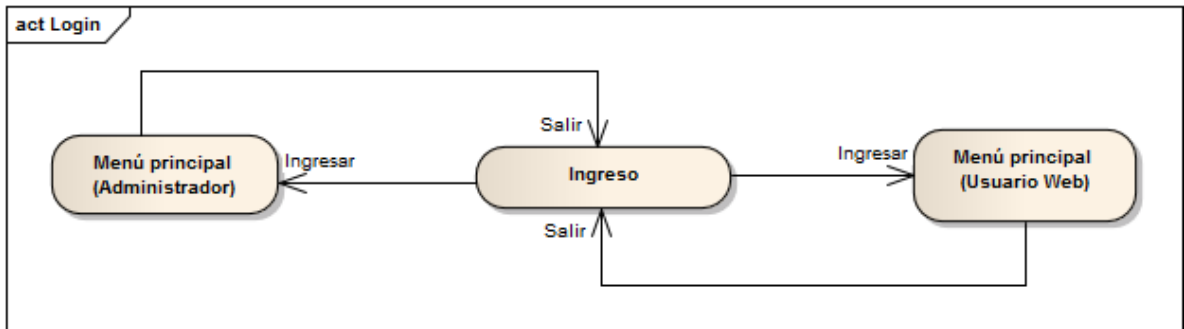 act Login
Salir
Menú principal
(Administrador)
Ingresar
Ingreso
Ingresar
Menú principal
(Usuario Web)
Salir